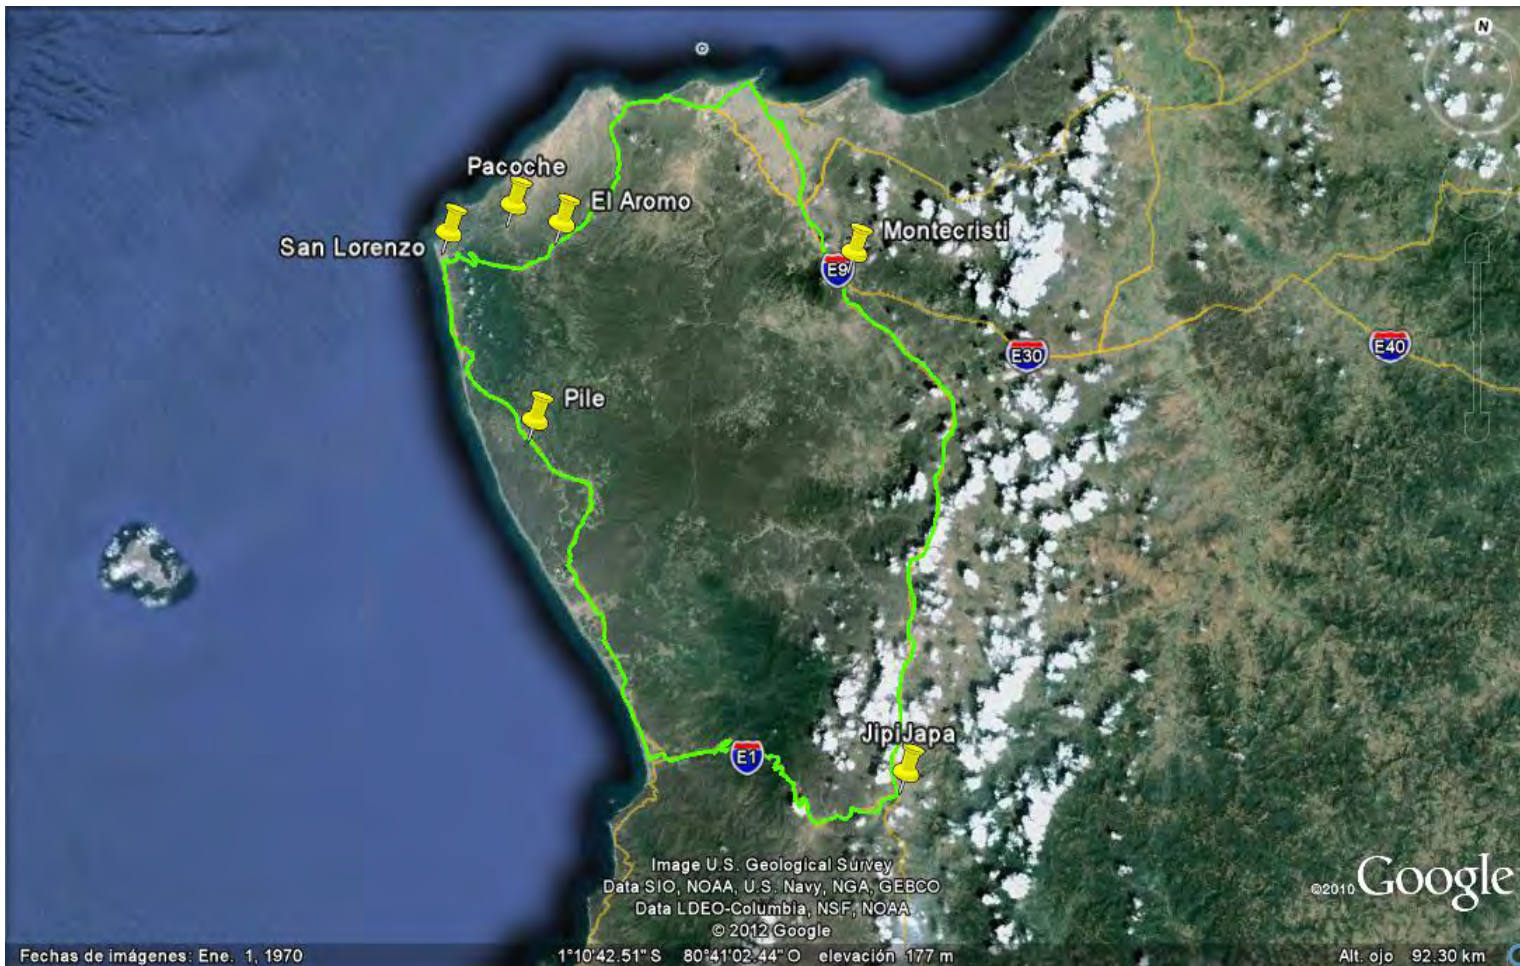 N
Pacoche
El Aromo
San Lorenzo
Montecristi
E9
E30
E40
Pile
JipiJapa
E1
Image U.S. Geological Survey
Data SIO, NOAA, U.S. Navy, NGA, GEBCO
Data LDEO-Columbia, NSF, NOAA
© 2012 Google
©2010 Google
Fechas de imágenes: Ene. 1, 1970
1°10'42.51" S 80°41'02.44" O elevación 177 m
Alt. ojo 92.30 km